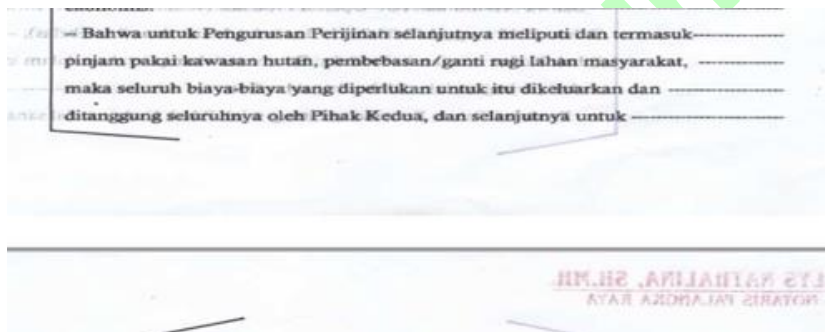 - Bahwa untuk Pengurusan Perijinan selanjutnya meliputi dan termasuk-----------
pinjam pakai kawasan hutan, pembebasan/ganti rugi lahan masyarakat, ----------
maka seluruh biaya-biaya yang diperlukan untuk itu dikeluarkan dan --------------
ditanggung seluruhnya oleh Pihak Kedua, dan selanjutnya untuk ------------------
NATHALINA, SH.MH.
NOTARIS PALANGKA RAYA